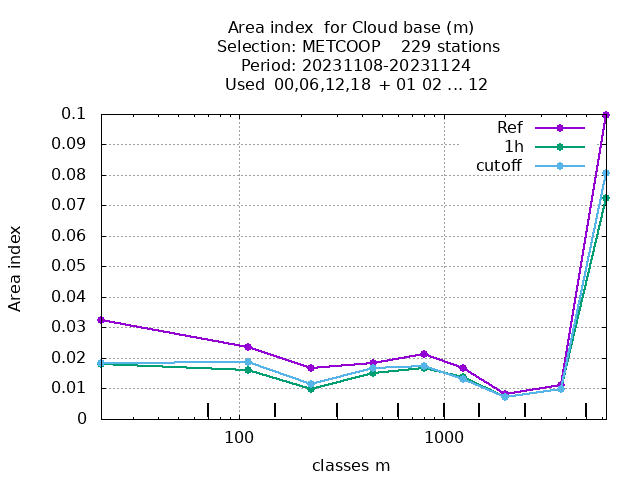 Area index  for Cloud base (m)
Selection: METCOOP    229 stations
Period: 20231108-20231124
Used  00,06,12,18 + 01 02 ... 12
Ref
1h
cutoff
0.1
0.09
0.08
0.07
0.06
0.05
0.04
0.03
0.02
0.01
0
Area index
100
1000
classes m